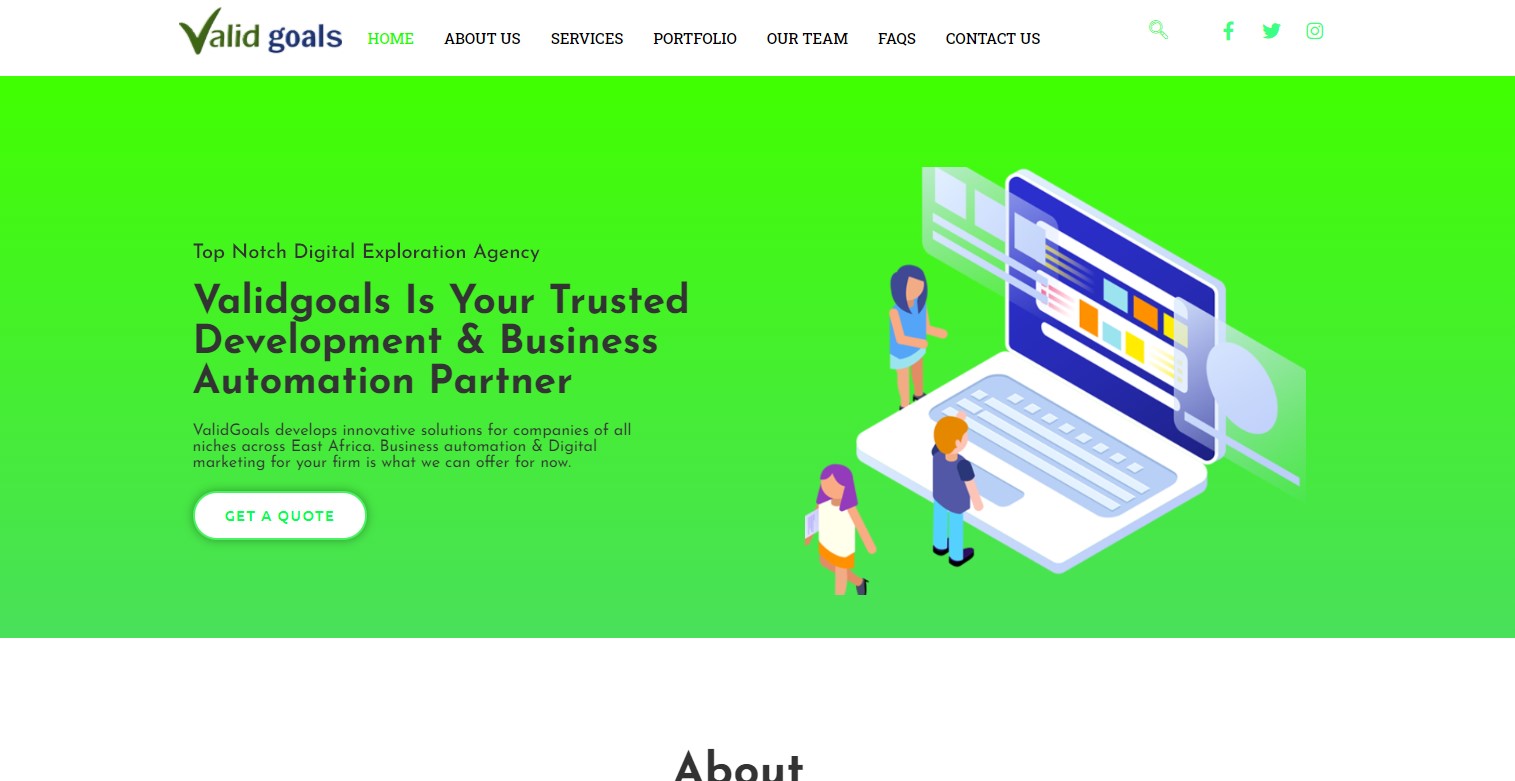 Valid goals
HOME ABOUT US SERVICES PORTFOLIO OUR TEAM FAQS CONTACT US
Top Notch Digital Exploration Agency
Validgoals Is Your Trusted
Development & Business
Automation Partner
ValidGoals develops innovative solutions for companies of all
niches across East Africa. Business automation & Digital
marketing for your firm is what we can offer for now.
GET A QUOTE
About